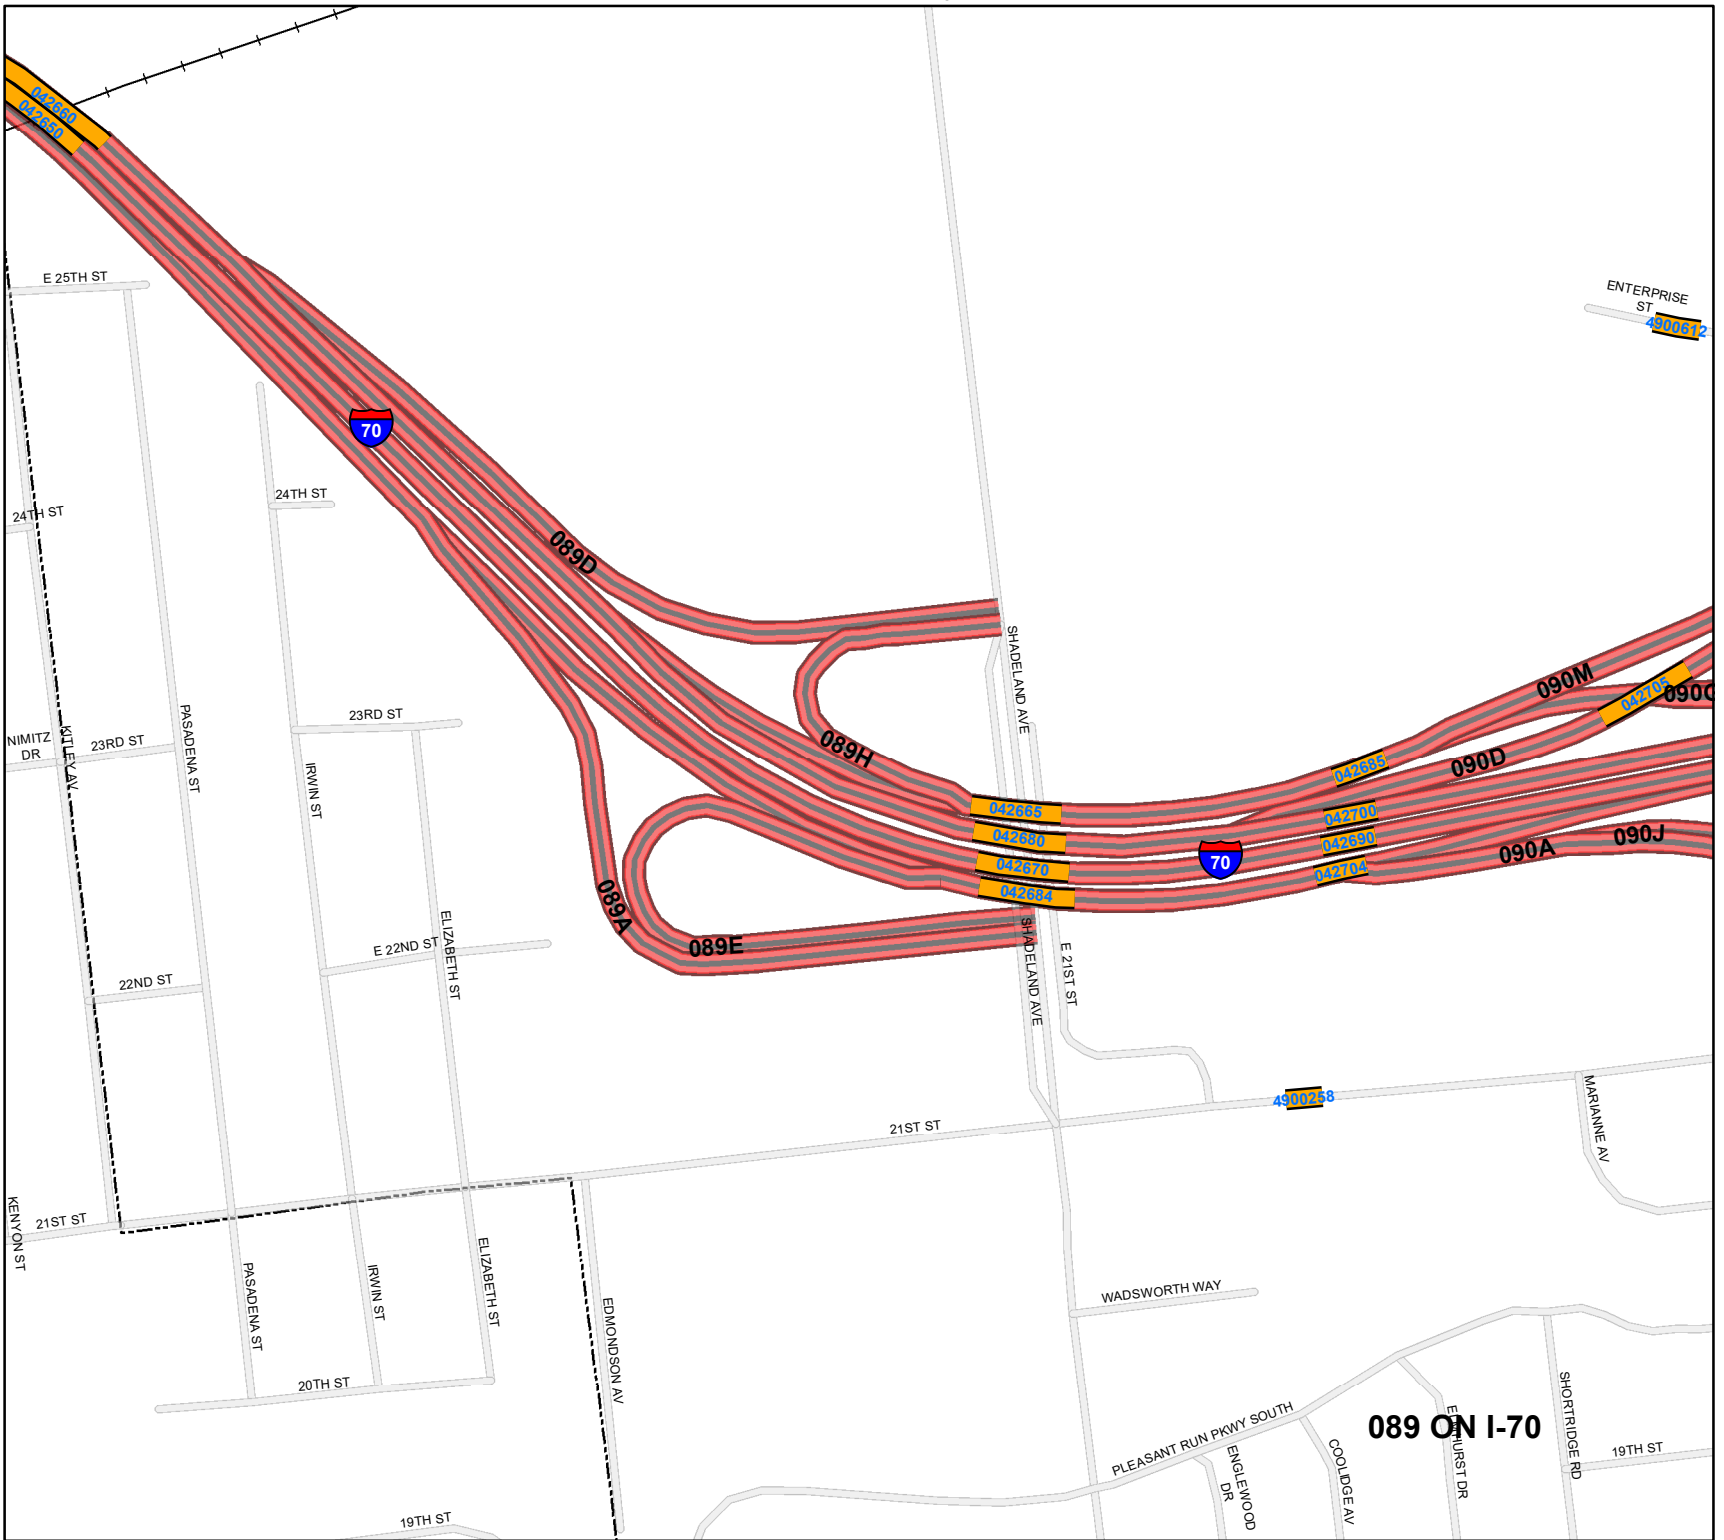 042660
042650
E 25TH ST
ENTERPRISE
ST
4900612
70
24TH ST
24TH ST
089D
SHADELAND AVE
090M
042705
090C
NIMITZ
DR
KITLEY AV
23RD ST
PASADENA ST
23RD ST
IRWIN ST
089H
042685
090D
042665
042680
042670
042684
042700
042690
042704
70
090A
090J
089A
089E
ELIZABETH ST
E 22ND ST
22ND ST
SHADELAND AVE
E 21ST ST
4900258
21ST ST
MARIANNE AV
KENYON ST
21ST ST
PASADENA ST
IRWIN ST
ELIZABETH ST
EDMONDSON AV
WADSWORTH WAY
20TH ST
PLEASANT RUN PKWY SOUTH
089 ON I-70
ENGLEWOOD
DR
COOLIDGE AV
SHORTRIDGE RD
19TH ST
19TH ST